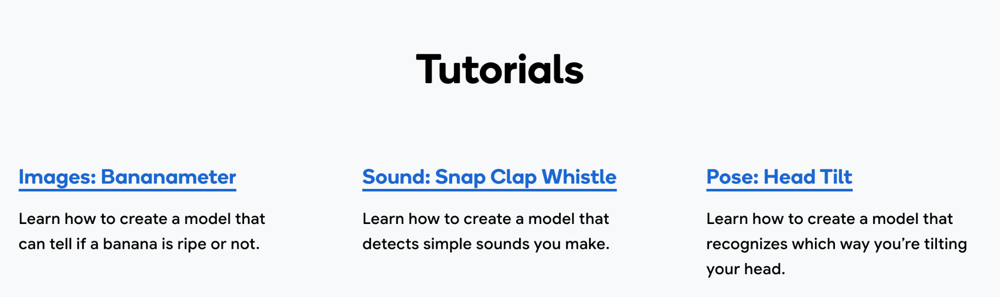 Tutorials
Images: Bananameter
Learn how to create a model that
can tell if a banana is ripe or not.
Sound: Snap Clap Whistle
Learn how to create a model that
detects simple sounds you make.
Pose: Head Tilt
Learn how to create a model that
recognizes which way you’re tilting
your head.